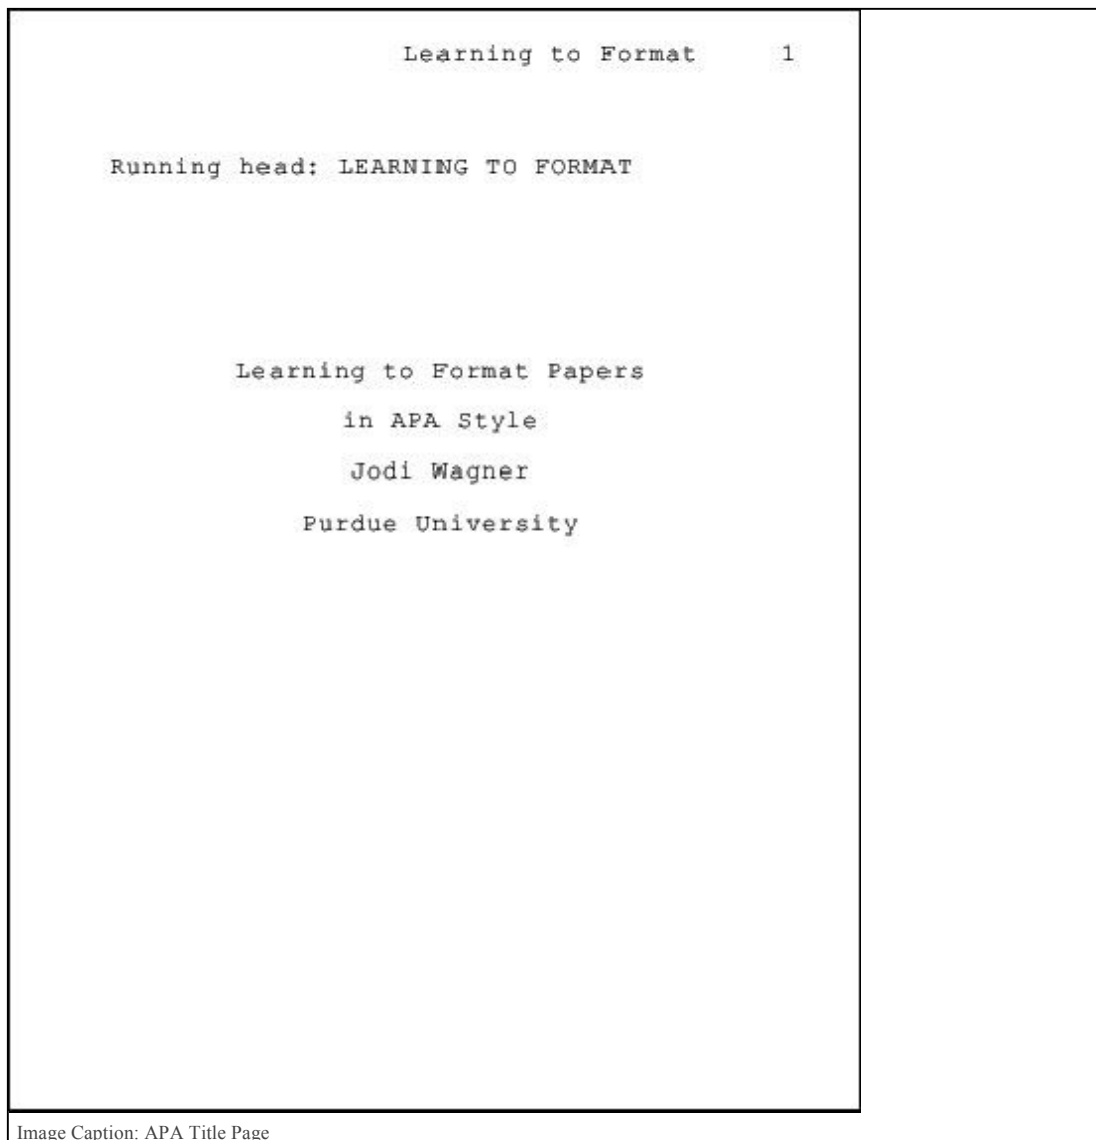 Learning to Format 1
Running head: LEARNING TO FORMAT
Learning to Format Papers
in APA Style
Jodi Wagner
Purdue University
Image Caption: APA Title Page